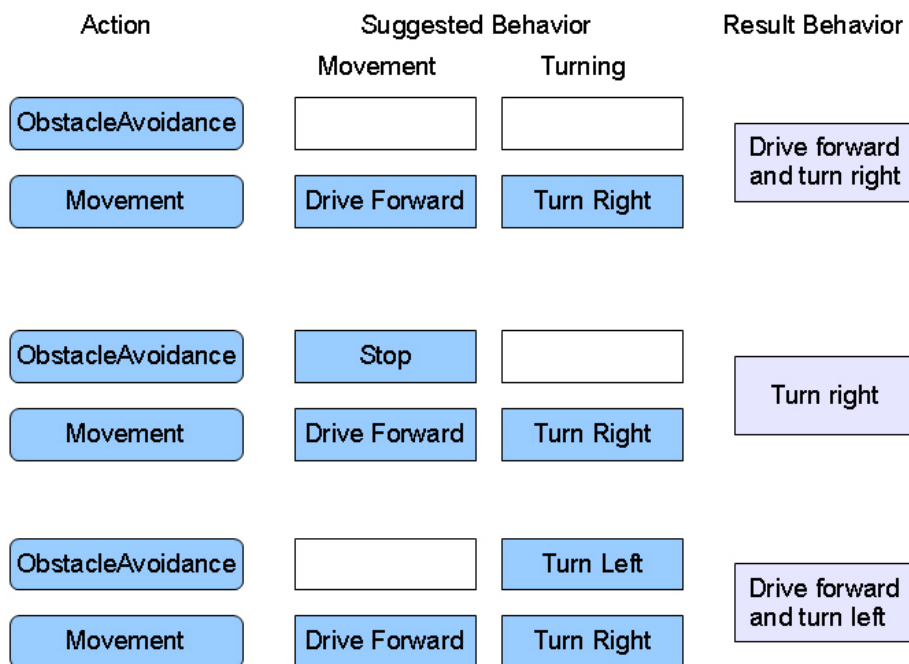 Action Suggested Behavior Result Behavior
Movement Turning
ObstacleAvoidance
Drive forward
and turn right
Movement Drive Forward Turn Right
ObstacleAvoidance Stop
Turn right
Movement Drive Forward Turn Right
ObstacleAvoidance Turn Left
Drive forward
and turn left
Movement Drive Forward Turn Right